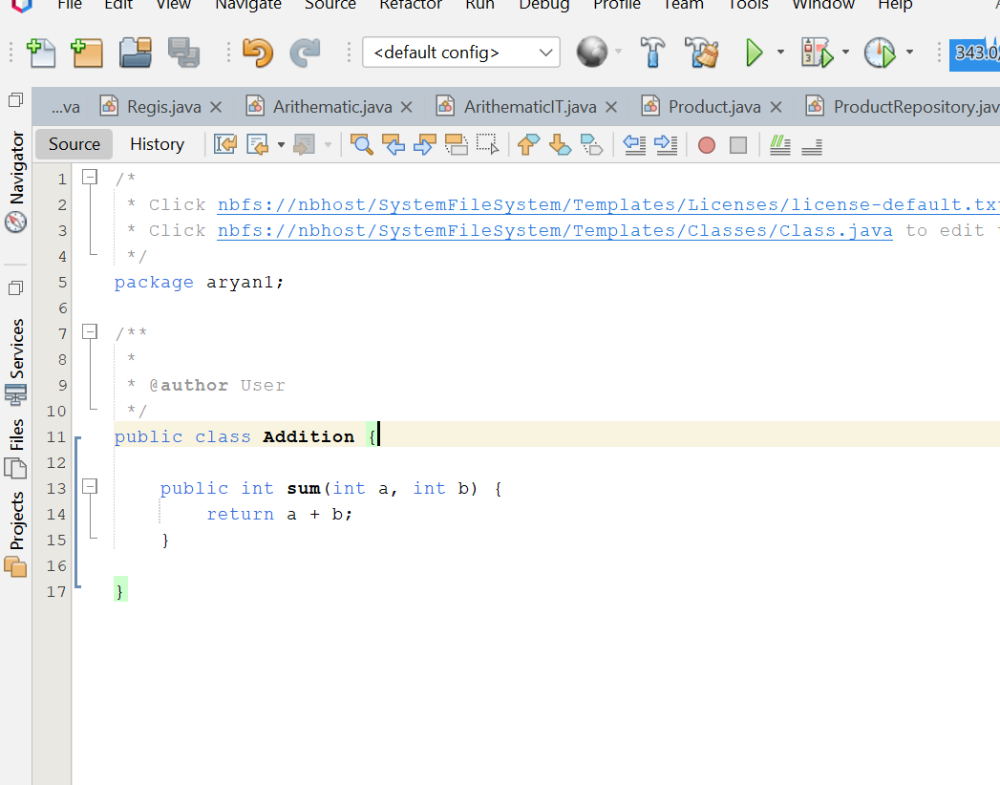 File Edit View Navigate Source Refactor Run Debug Profile Team Tools Window Help
<default config>
343.0
...va Regis.java Arithematic.java ArithematicIT.java Product.java ProductRepository.jav
Source History
Navigator
Services
Files
Projects
1 /*
2 * Click nbfs://nbhost/SystemFileSystem/Templates/Licenses/license-default.tx
3 * Click nbfs://nbhost/SystemFileSystem/Templates/Classes/Class.java to edit
4 */
5 package aryan1;
6
7 /**
8 *
9 * @author User
10 */
11 public class Addition {
12
13 public int sum(int a, int b) {
14 return a + b;
15 }
16
17 }